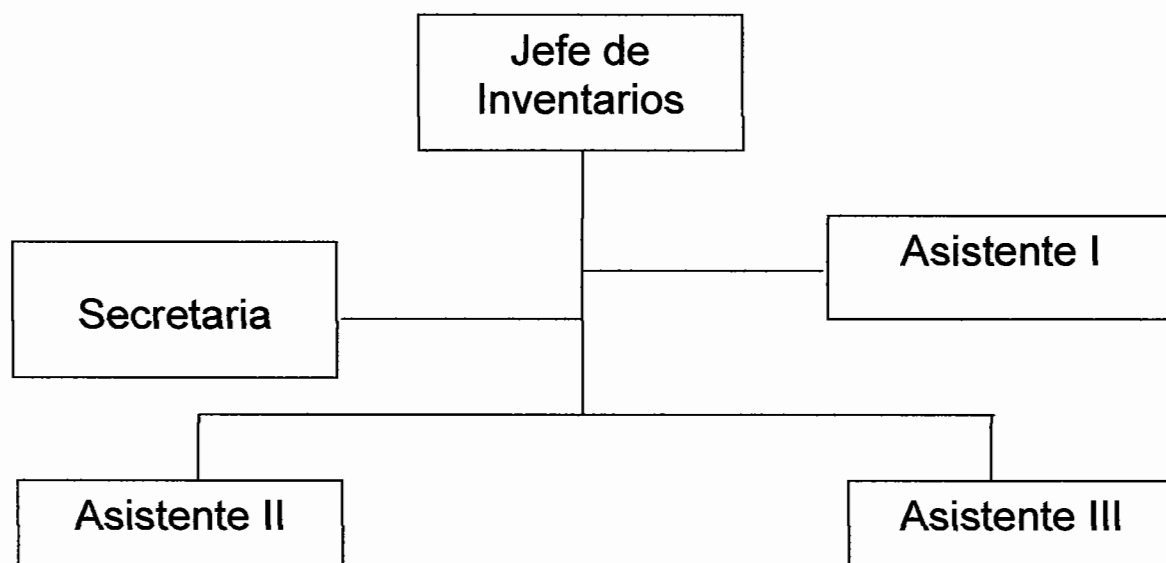 Jefe de
Inventarios
Asistente I
Secretaria
Asistente II
Asistente III